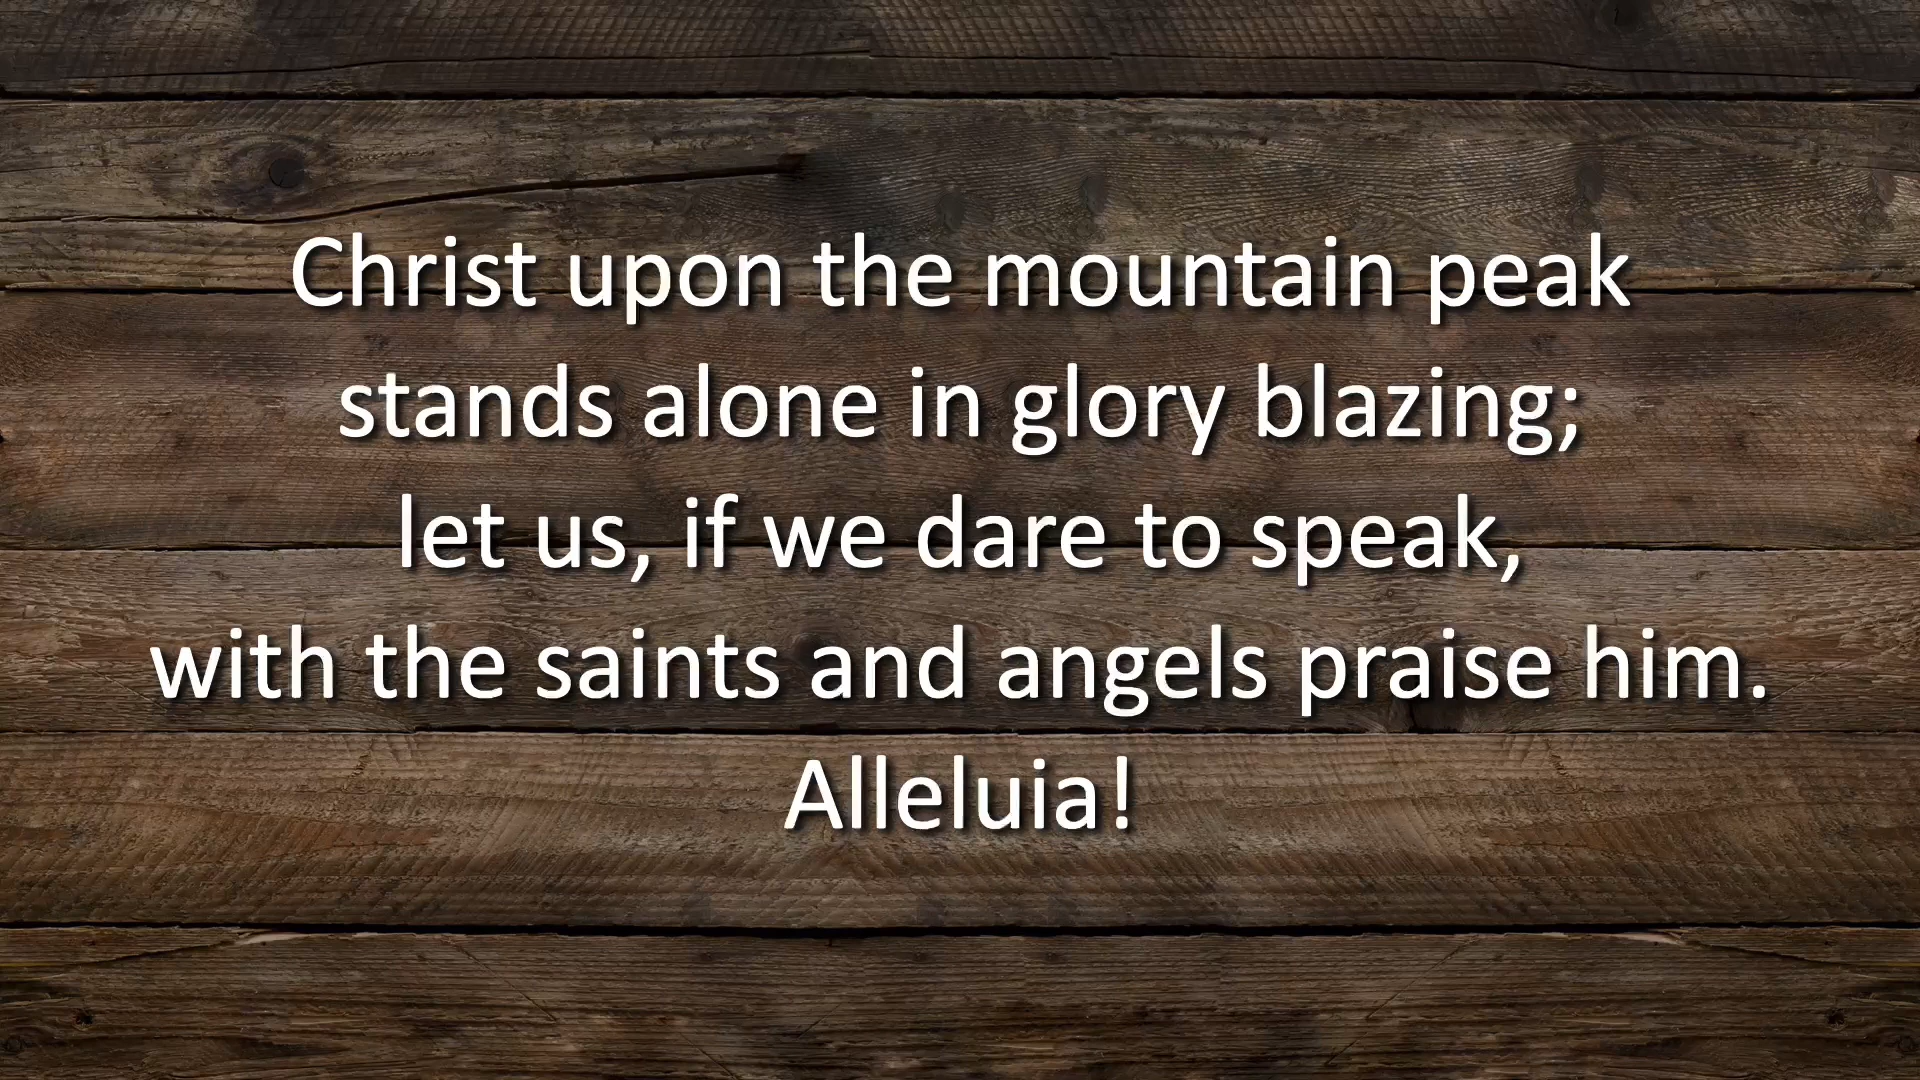 Christ upon the mountain peak
stands alone in glory blazing;
let us, if we dare to speak,
with the saints and angels praise him.
Alleluia!